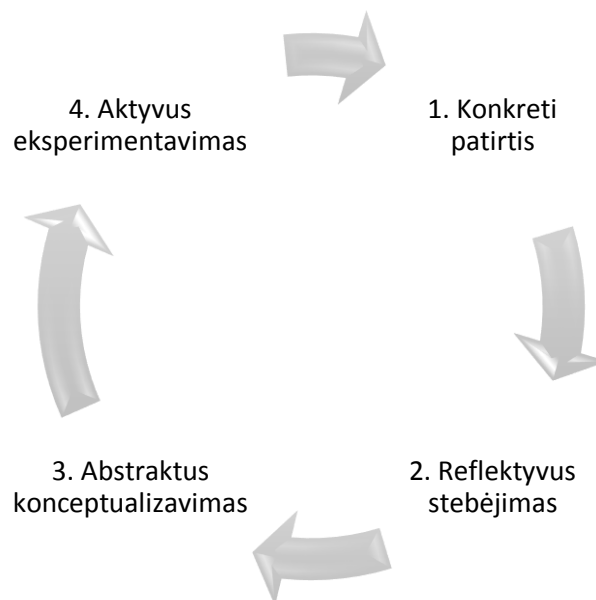 4. Aktyvus
eksperimentavimas
1. Konkreti
patirtis
3. Abstraktus
konceptualizavimas
2. Reflektyvus
stebėjimas